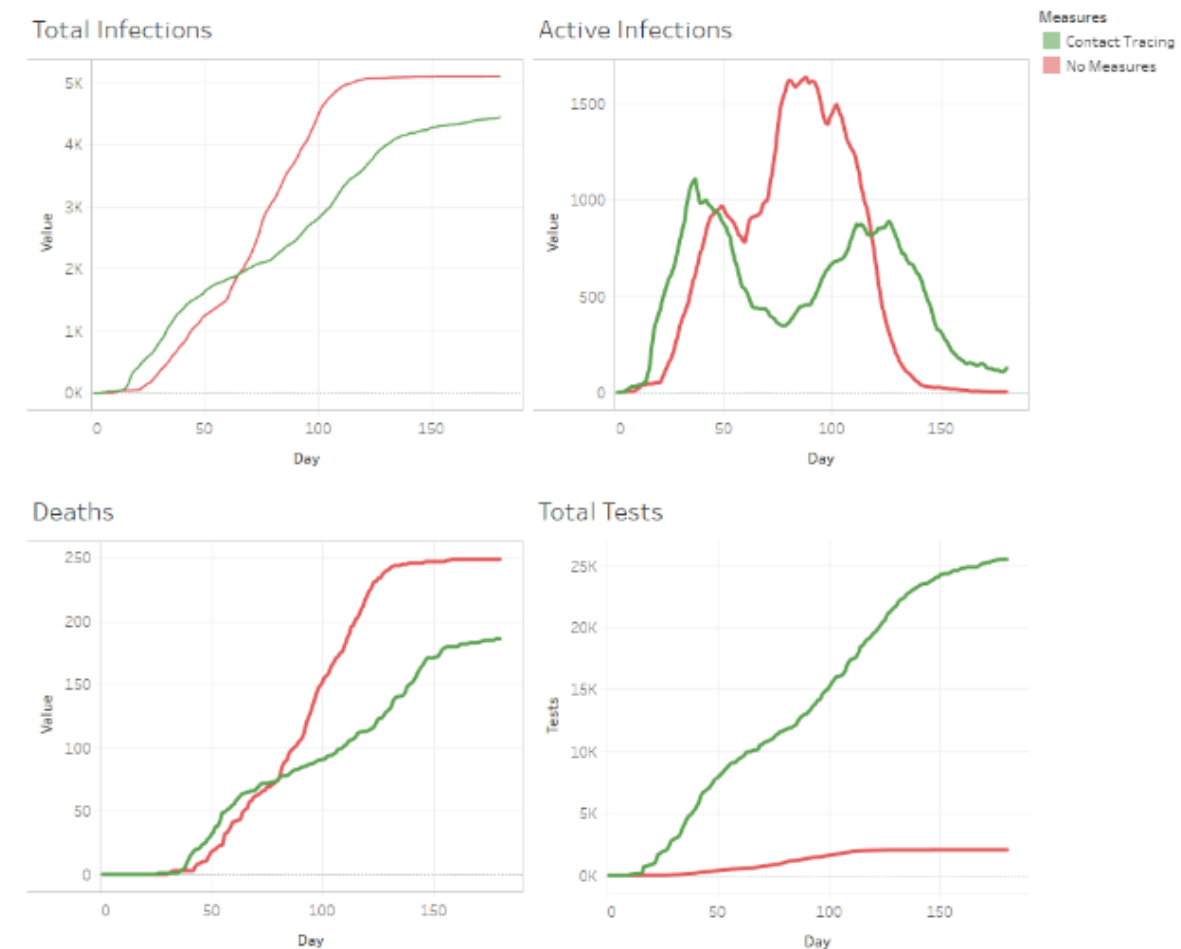 Total Infections
Active Infections
Measures
Contact Tracing
No Measures
5K
4K
3K
2K
1K
0K
Value
0 50 100 150
Day
1500
1000
500
0
Value
0 50 100 150
Day
Deaths
Total Tests
250
200
150
100
50
0
Value
0 50 100 150
Day
25K
20K
15K
10K
5K
0K
Tests
0 50 100 150
Day